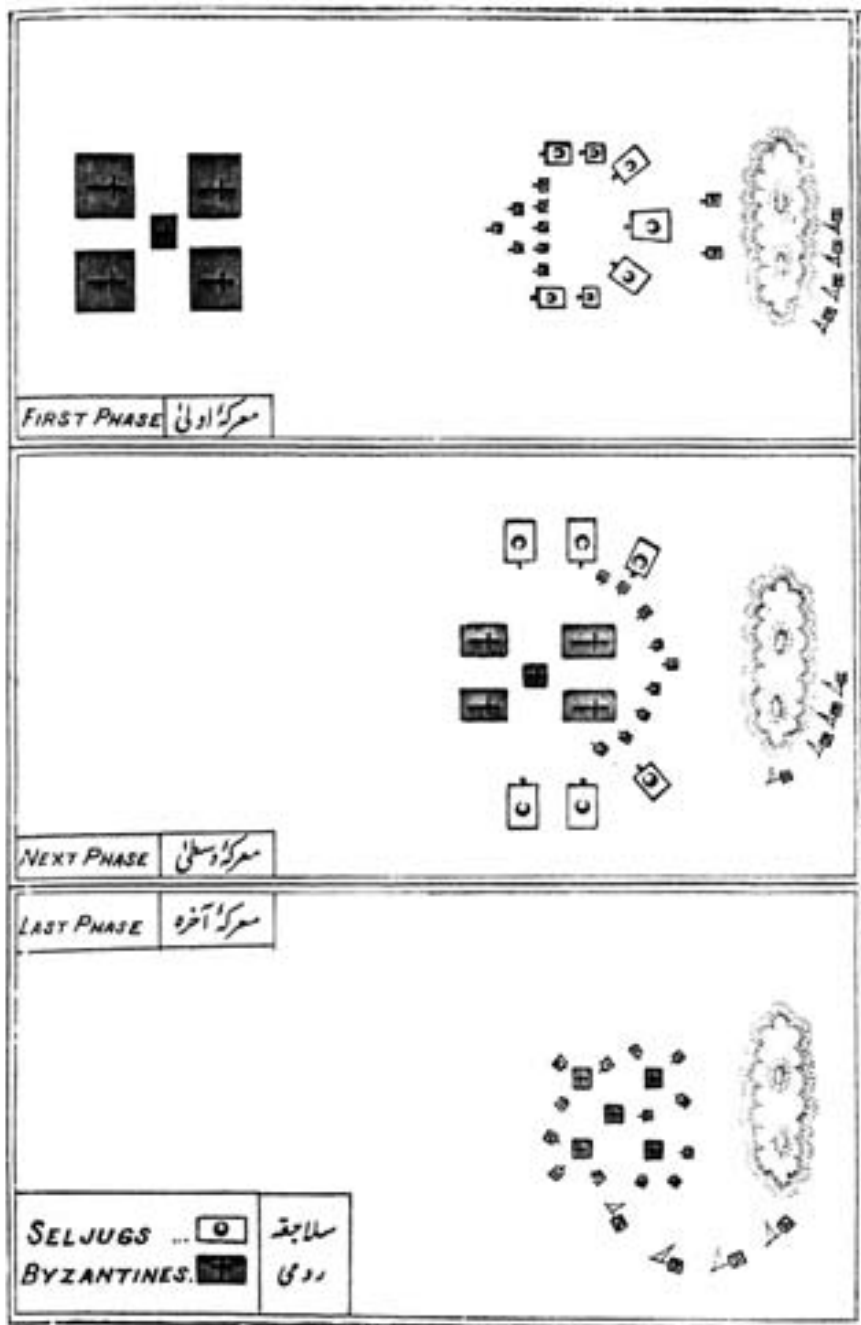 FIRST PHASE معرکۂ اولیٰ
NEXT PHASE معرکۂ وسطیٰ
LAST PHASE معرکۂ آخرہ
SELJUGS ... سلاجقہ
BYZANTINES. رومی